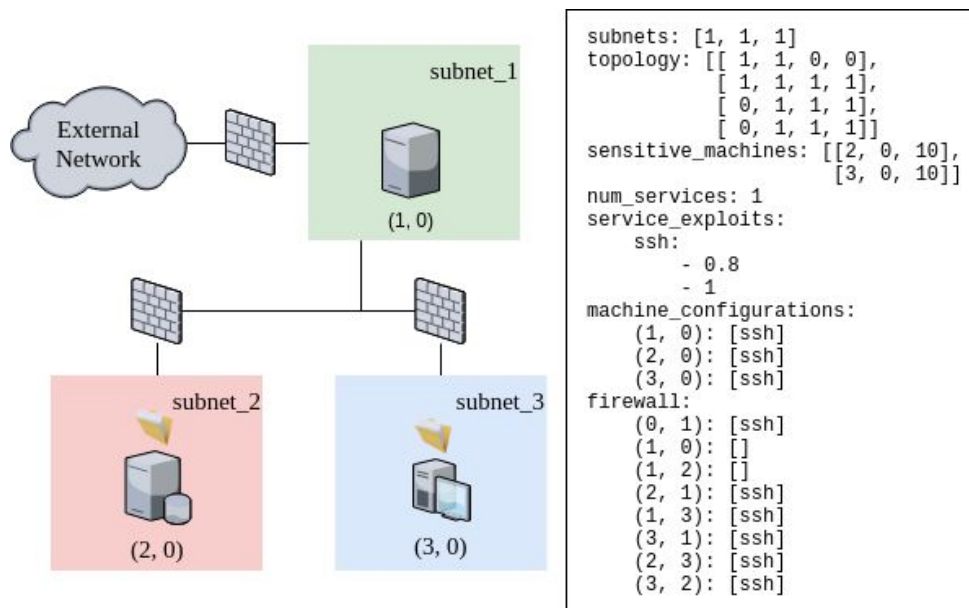 subnet_1
External
Network
(1, 0)
subnet_2
subnet_3
(2, 0)
(3, 0)
subnets: [1, 1, 1]
topology: [[ 1, 1, 0, 0],
[ 1, 1, 1, 1],
[ 0, 1, 1, 1],
[ 0, 1, 1, 1]]
sensitive_machines: [[2, 0, 10],
[3, 0, 10]]
num_services: 1
service_exploits:
ssh:
- 0.8
- 1
machine_configurations:
(1, 0): [ssh]
(2, 0): [ssh]
(3, 0): [ssh]
firewall:
(0, 1): [ssh]
(1, 0): []
(1, 2): []
(2, 1): [ssh]
(1, 3): [ssh]
(3, 1): [ssh]
(2, 3): [ssh]
(3, 2): [ssh]